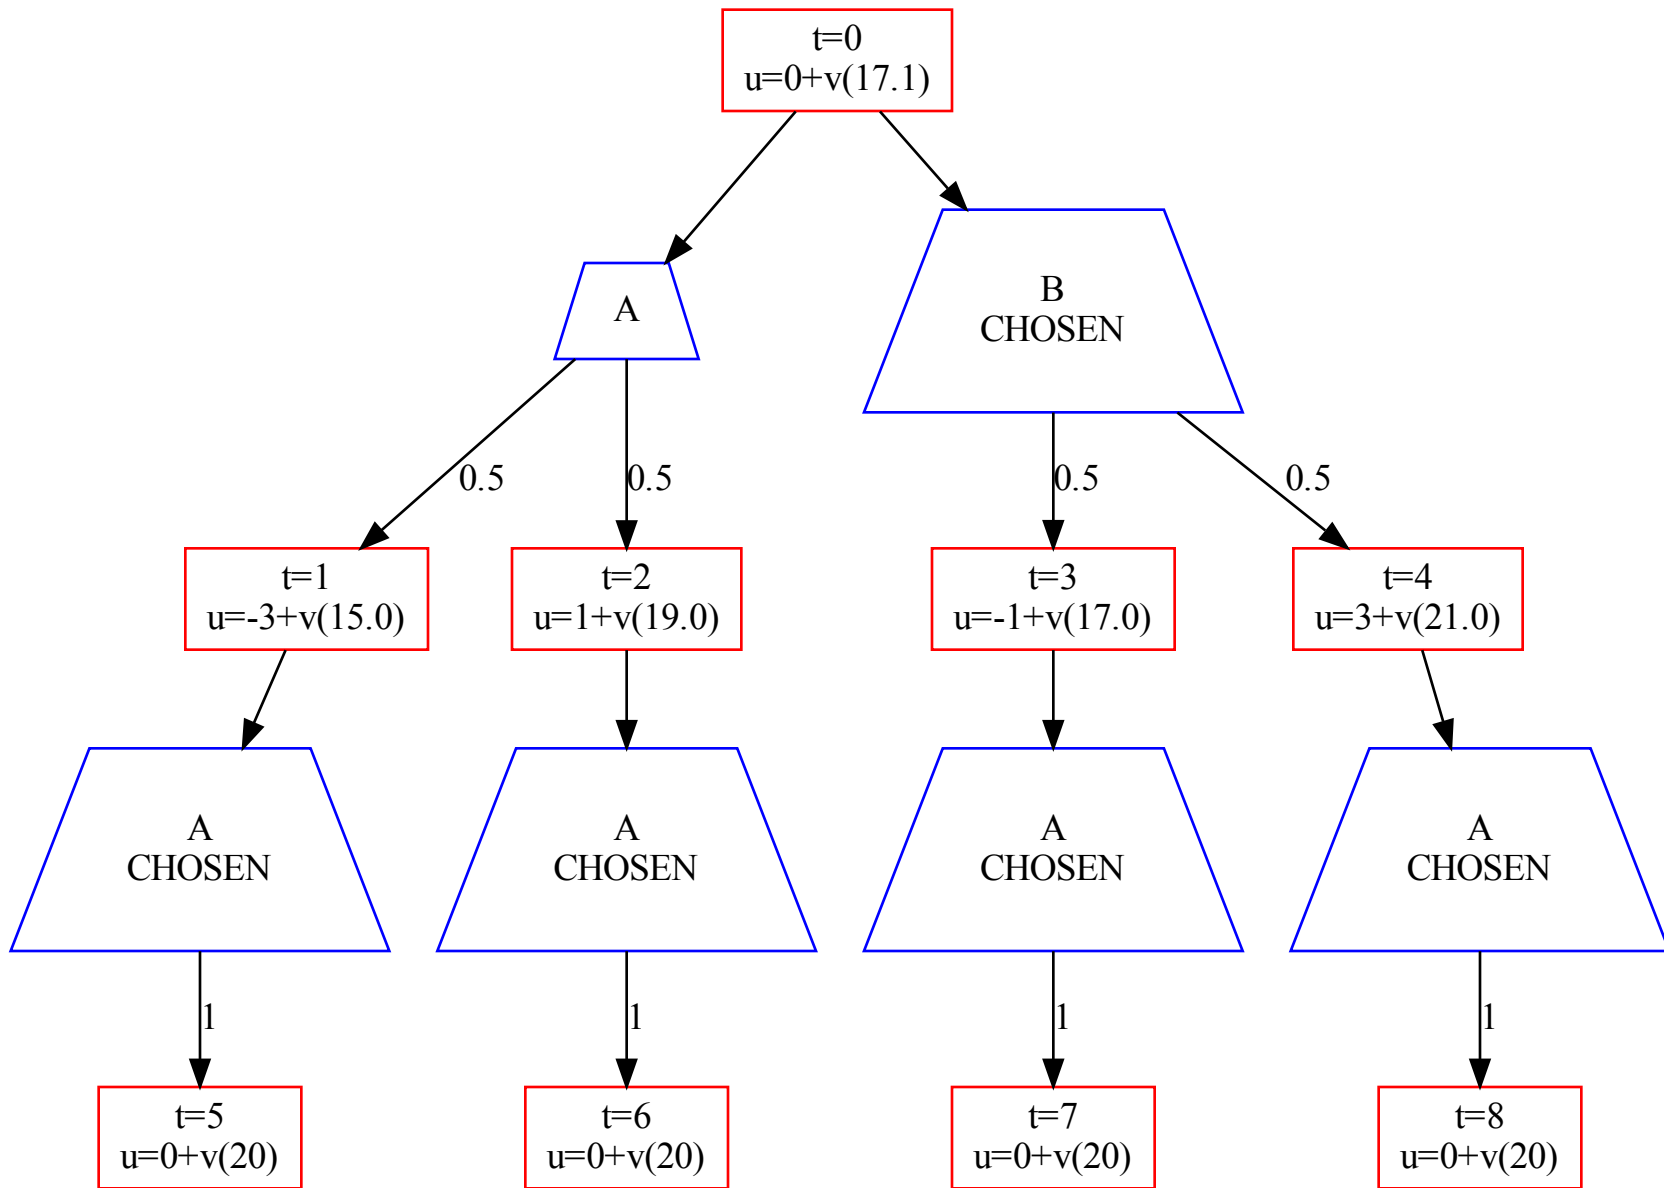 t=0
u=0+v(17.1)
A
B
CHOSEN
0.5
0.5
0.5
0.5
t=1
u=-3+v(15.0)
t=2
u=1+v(19.0)
t=3
u=-1+v(17.0)
t=4
u=3+v(21.0)
A
CHOSEN
A
CHOSEN
A
CHOSEN
A
CHOSEN
1
1
1
1
t=5
u=0+v(20)
t=6
u=0+v(20)
t=7
u=0+v(20)
t=8
u=0+v(20)